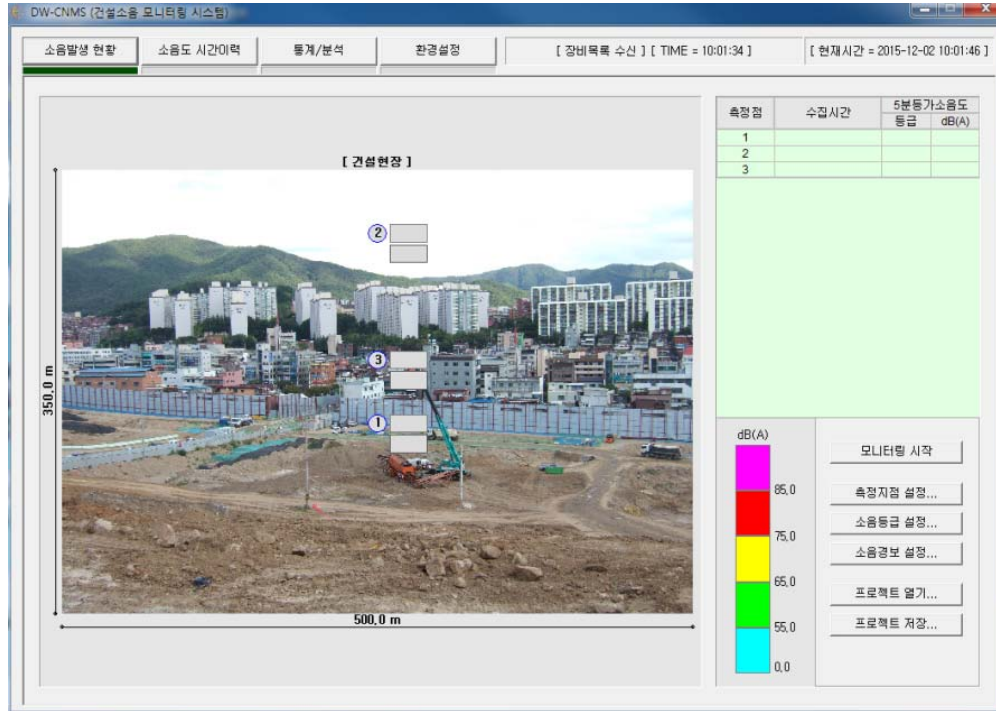 DW-CNMS (건설소음 모니터링 시스템)
소음발생 현황 소음도 시간이력 통계/분석 환경설정 [ 장비목록 수신 ] [ TIME = 10:01:34 ] [ 현재시간 = 2015-12-02 10:01:46 ]
측정점 수집시간 5분등가소음도
등급 dB(A)
1
2
3
[ 건설현장 ]
2
3
1
350.0 m
500.0 m
dB(A)
85.0
75.0
65.0
55.0
0.0
모니터링 시작
측정지점 설정...
소음등급 설정...
소음경보 설정...
프로젝트 열기...
프로젝트 저장...